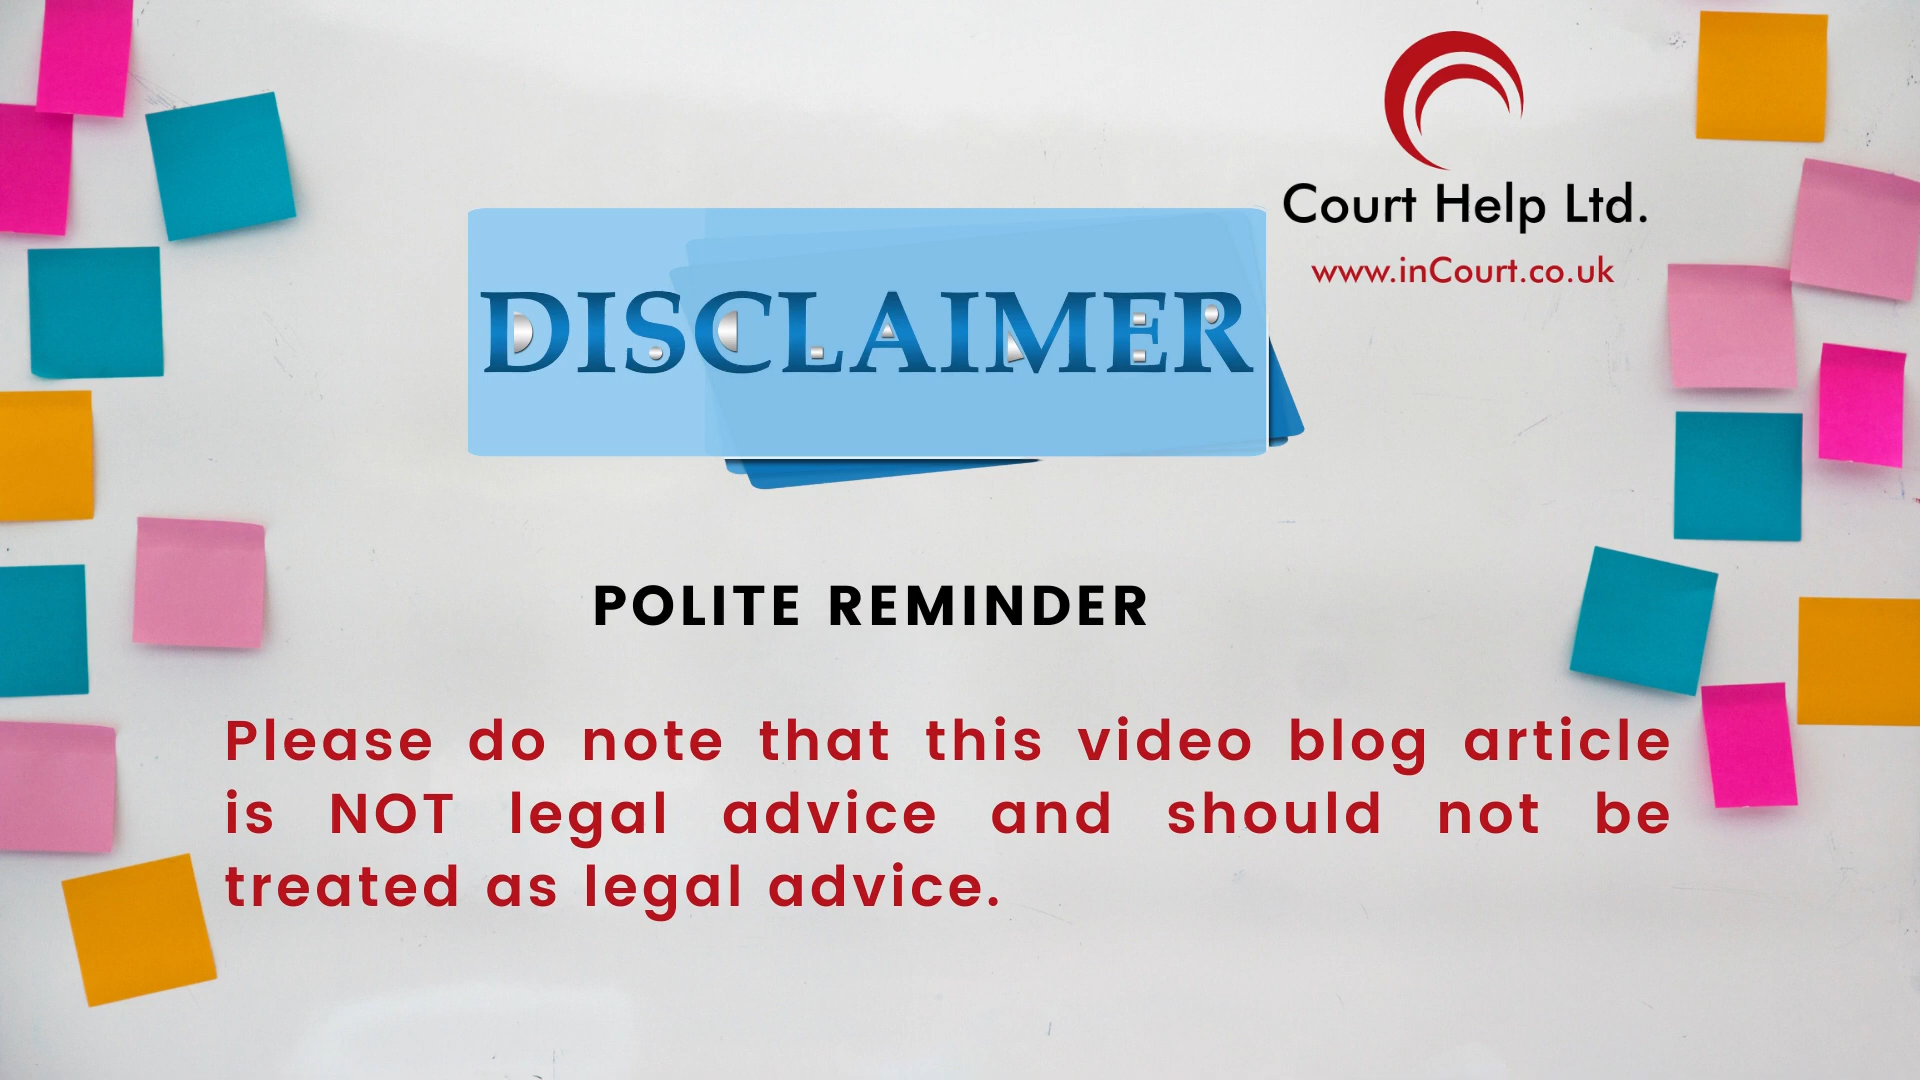 Court Help Ltd.
www.inCourt.co.uk
DISCLAIMER
POLITE REMINDER
Please do note that this video blog article
is NOT legal advice and should not be
treated as legal advice.